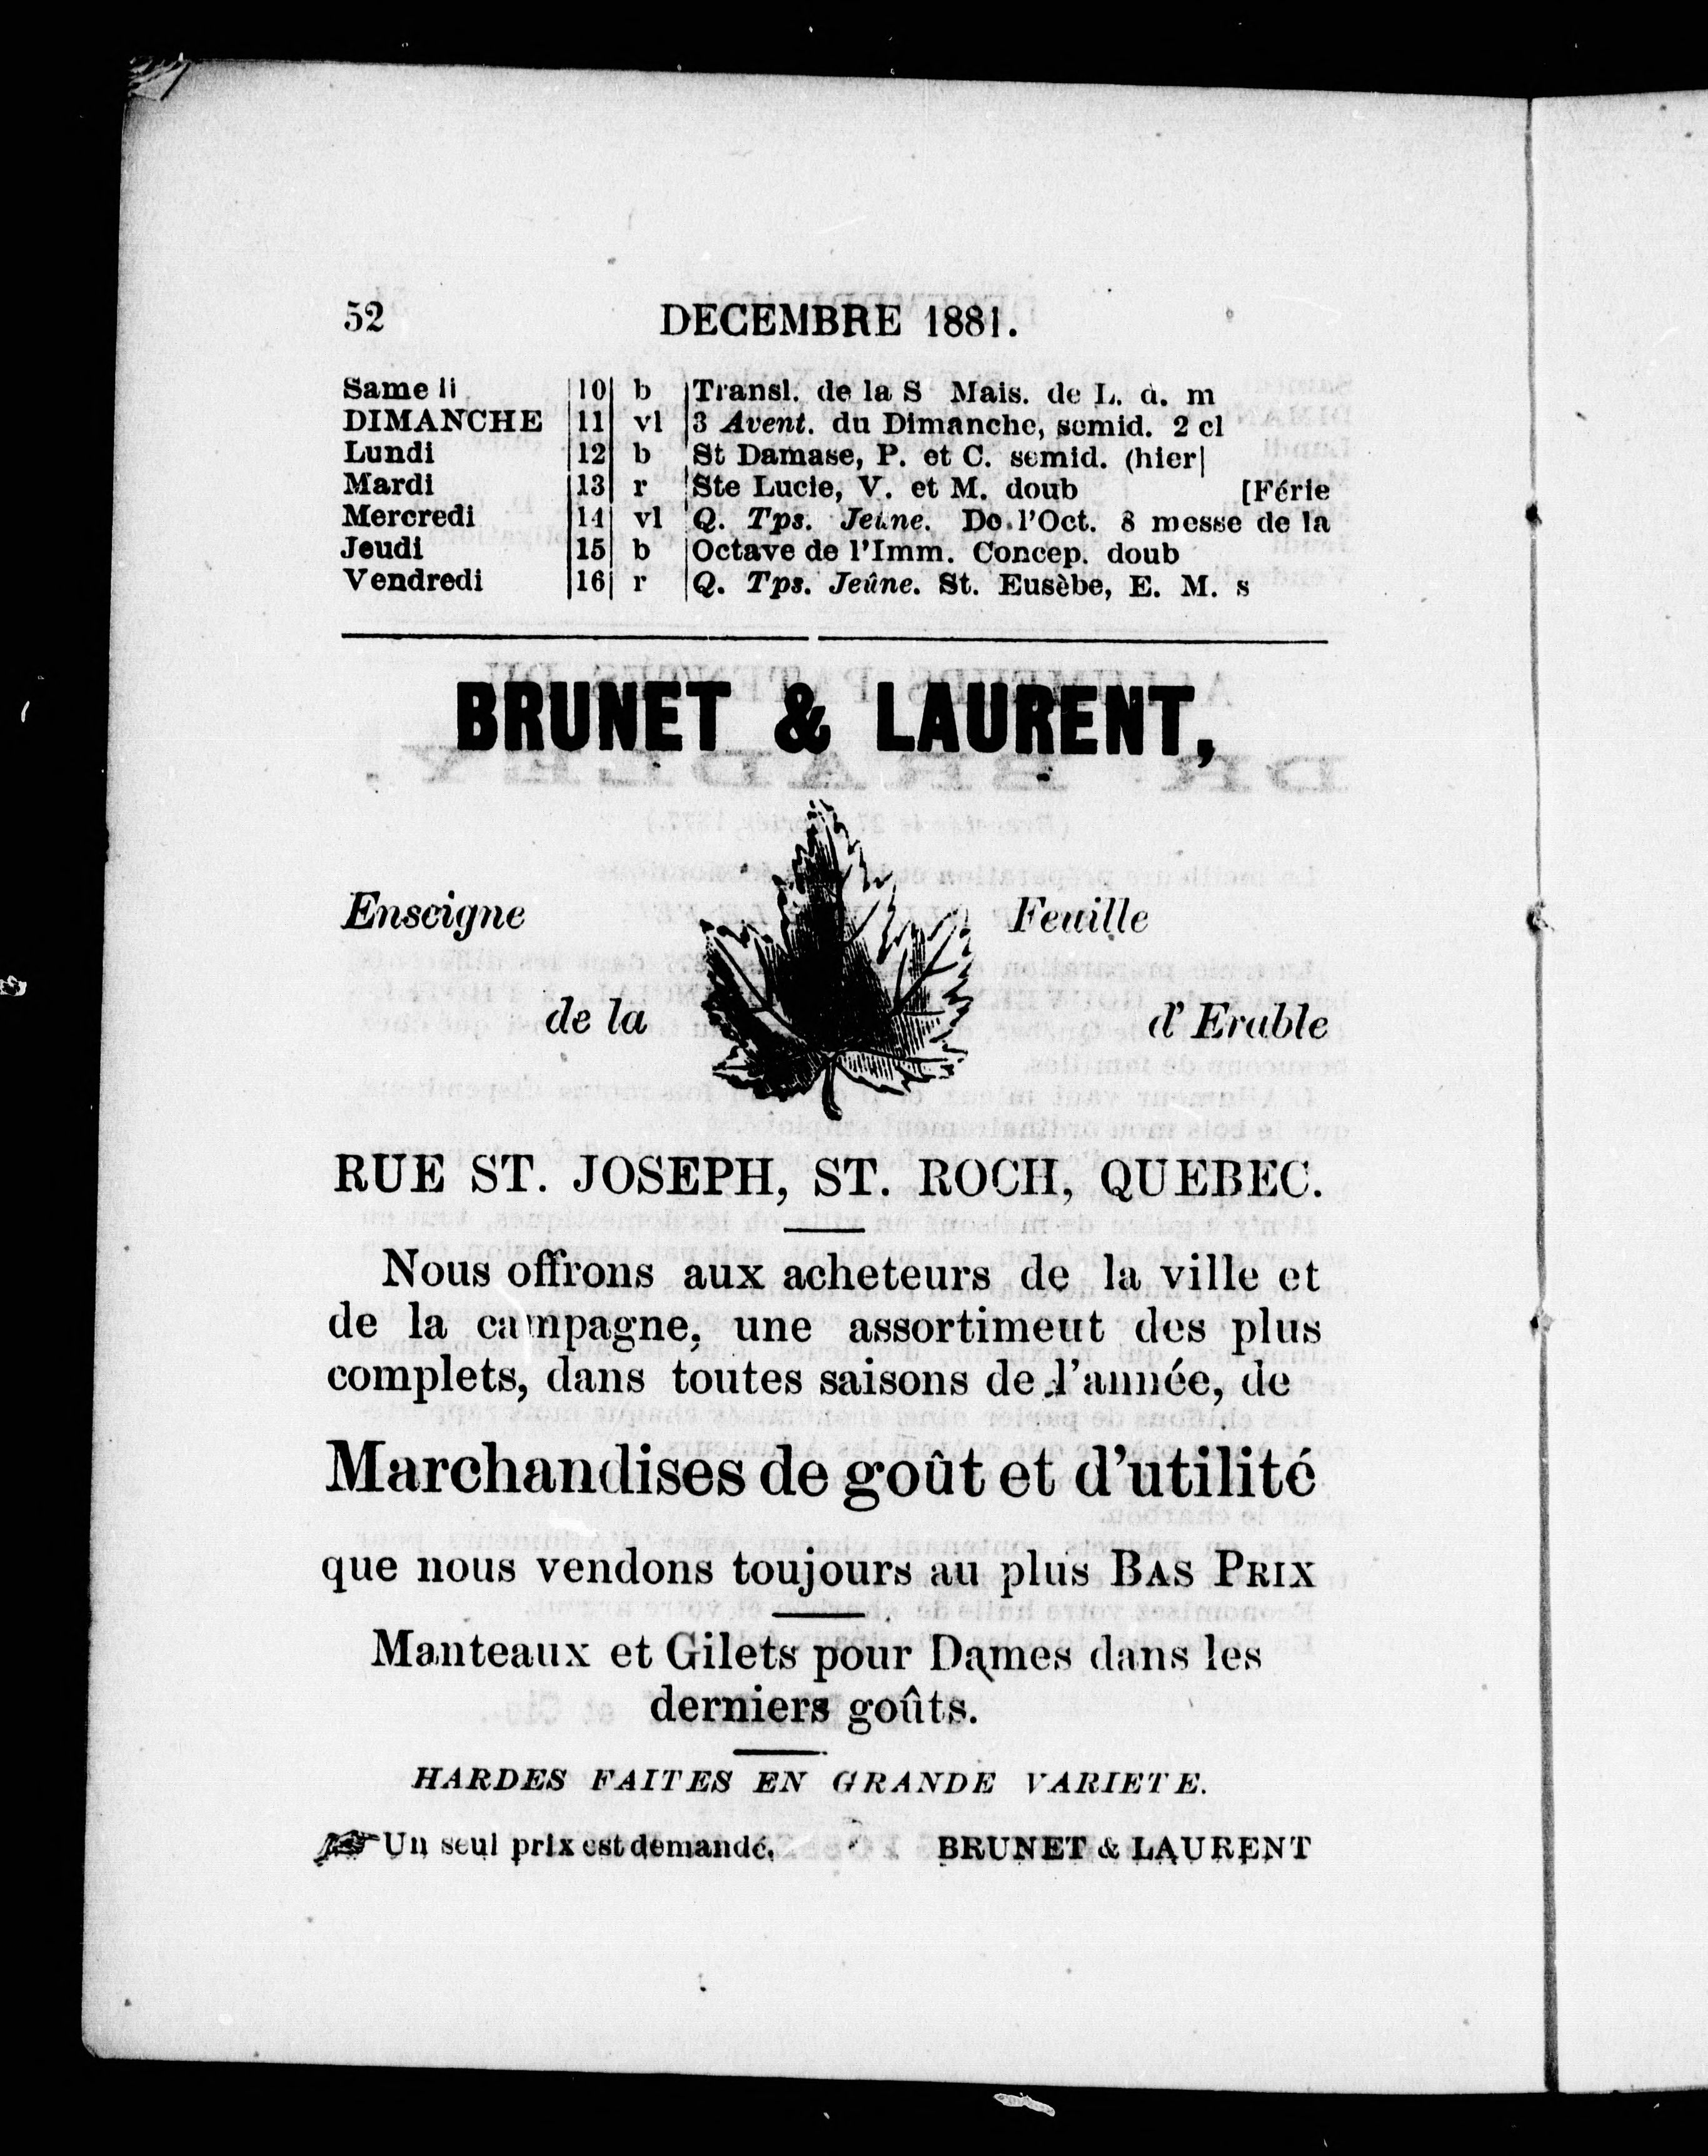 52 DECEMBRE 1881.
Same li |10| b |Transl. de la S Mais. de L. d. m
DIMANCHE |11| vl |3 Avent. du Dimanche, semid. 2 cl
Lundi |12| b |St Damase, P. et C. semid. (hier|
Mardi |13| r |Ste Lucie, V. et M. doub [Férie
Mercredi |14| vl |Q. Tps. Jeûne. De l'Oct. 8 messe de la
Jeudi |15| b |Octave de l'Imm. Concep. doub
Vendredi |16| r |Q. Tps. Jeûne. St. Eusèbe, E. M. s
BRUNET & LAURENT,
Enseigne Feuille
de la d'Erable
RUE ST. JOSEPH, ST. ROCH, QUEBEC.
Nous offrons aux acheteurs de la ville et
de la campagne, une assortiment des plus
complets, dans toutes saisons de l'année, de
Marchandises de goût et d'utilité
que nous vendons toujours au plus BAS PRIX
Manteaux et Gilets pour Dames dans les
derniers goûts.
HARDES FAITES EN GRANDE VARIETE.
☞Un seul prix est demandé. BRUNET & LAURENT